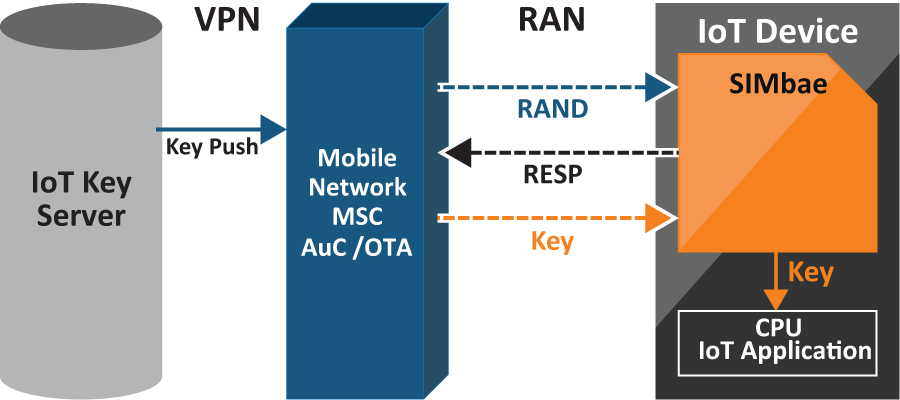 VPN
RAN
IoT Device
SIMbae
RAND
Key Push
Mobile
Network
MSC
AuC /OTA
RESP
IoT Key
Server
Key
Key
CPU
IoT Application